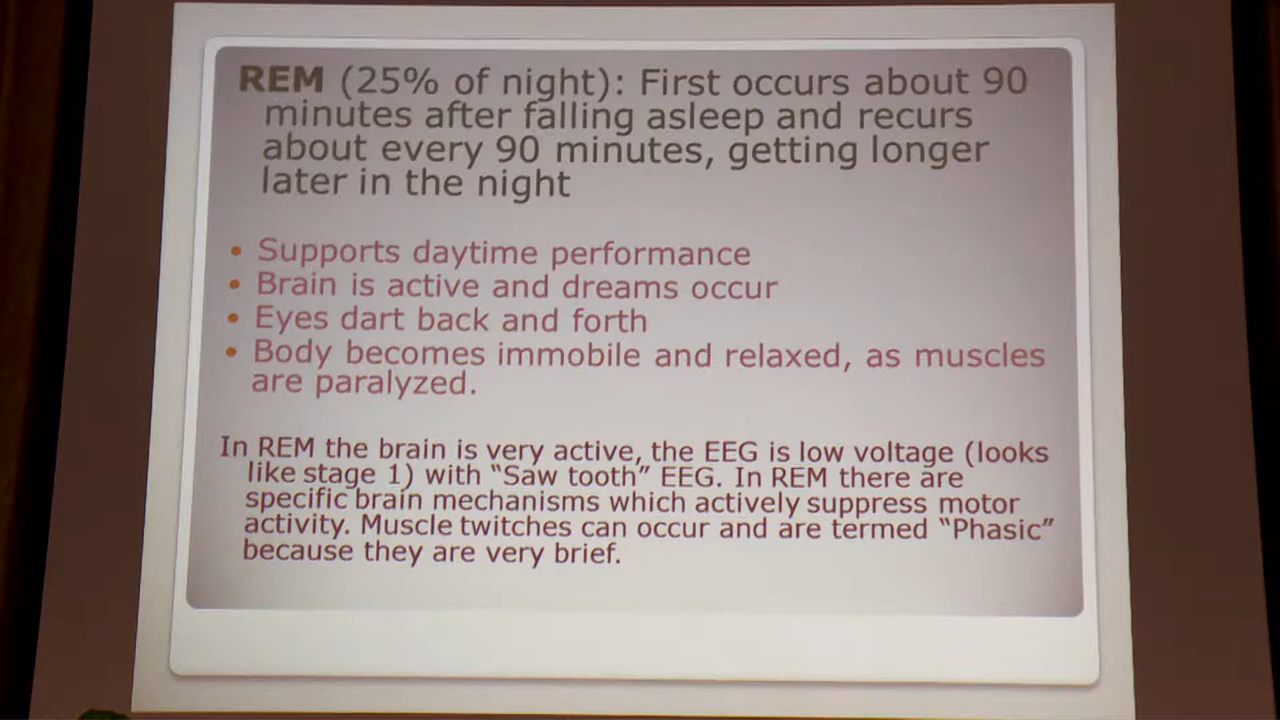 REM (25% of night): First occurs about 90
minutes after falling asleep and recurs
about every 90 minutes, getting longer
later in the night
• Supports daytime performance
• Brain is active and dreams occur
• Eyes dart back and forth
• Body becomes immobile and relaxed, as muscles
are paralyzed.
In REM the brain is very active, the EEG is low voltage (looks
like stage 1) with “Saw tooth” EEG. In REM there are
specific brain mechanisms which actively suppress motor
activity. Muscle twitches can occur and are termed “Phasic”
because they are very brief.